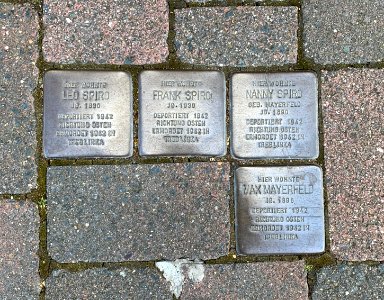 HIER WOHNTE
LEO SPIRO
JG. 1890
DEPORTIERT 1942
RICHTUNG OSTEN
ERMORDET 1942 IN
TREBLINKA
HIER WOHNTE
FRANK SPIRO
JG. 1930
DEPORTIERT 1942
RICHTUNG OSTEN
ERMORDET 1942 IN
TREBLINKA
HIER WOHNTE
NANNY SPIRO
GEB. MAYERFELD
JG. 1890
DEPORTIERT 1942
RICHTUNG OSTEN
ERMORDET 1942 IN
TREBLINKA
HIER WOHNTE
MAX MAYERFELD
DEPORTIERT 1942
RICHTUNG OSTEN
ERMORDET 1942 IN
TREBLINKA